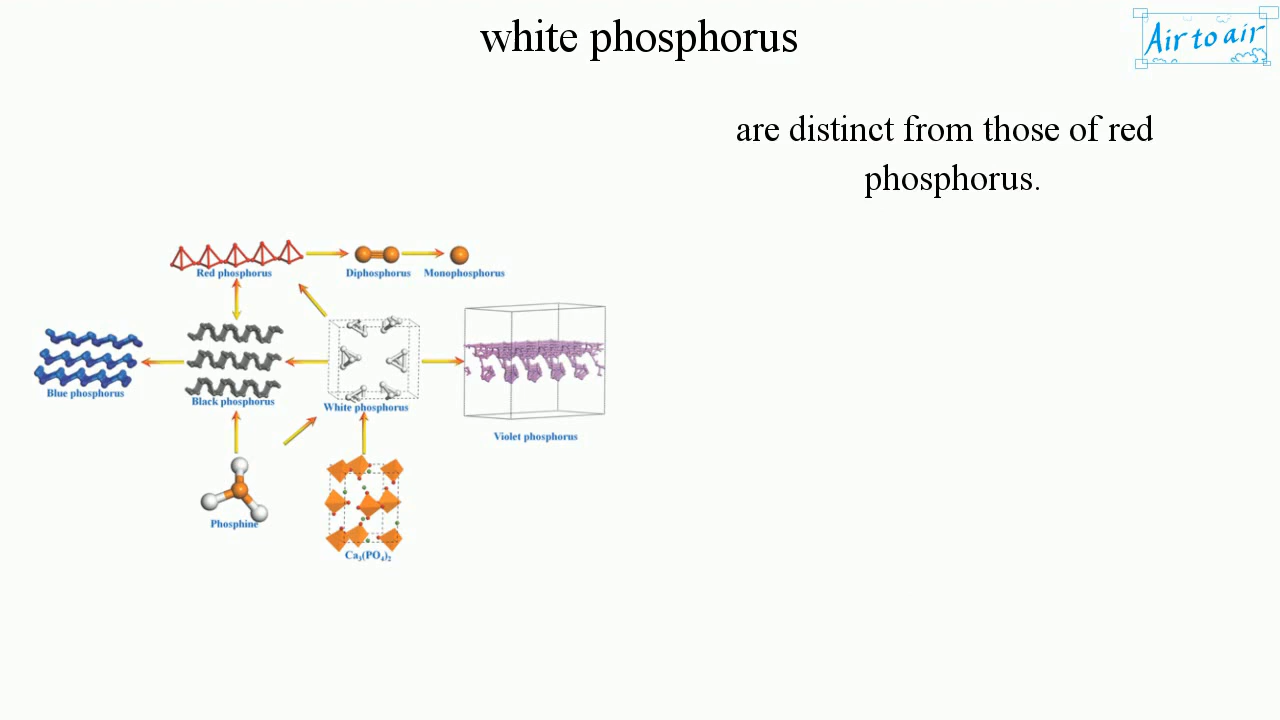 white phosphorus
Air to air
are distinct from those of red
phosphorus.
Red phosphorus
Diphosphorus
Monophosphorus
Blue phosphorus
Black phosphorus
White phosphorus
Violet phosphorus
Phosphine
Ca₃(PO₄)₂